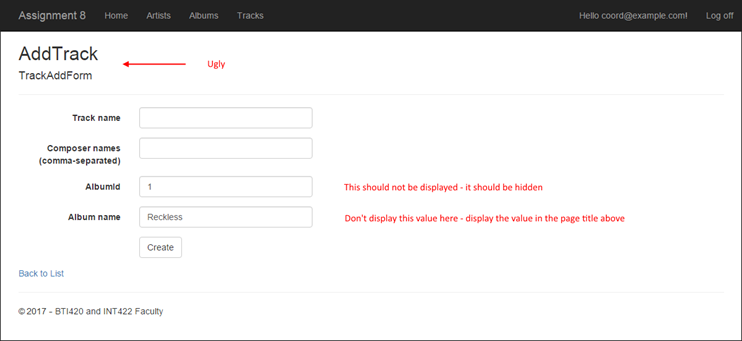 Assignment 8 Home Artists Albums Tracks Hello coord@example.com! Log off
AddTrack
Ugly
TrackAddForm
Track name
Composer names
(comma-separated)
AlbumId 1 This should not be displayed - it should be hidden
Album name Reckless Don't display this value here - display the value in the page title above
Create
Back to List
© 2017 - BTI420 and INT422 Faculty